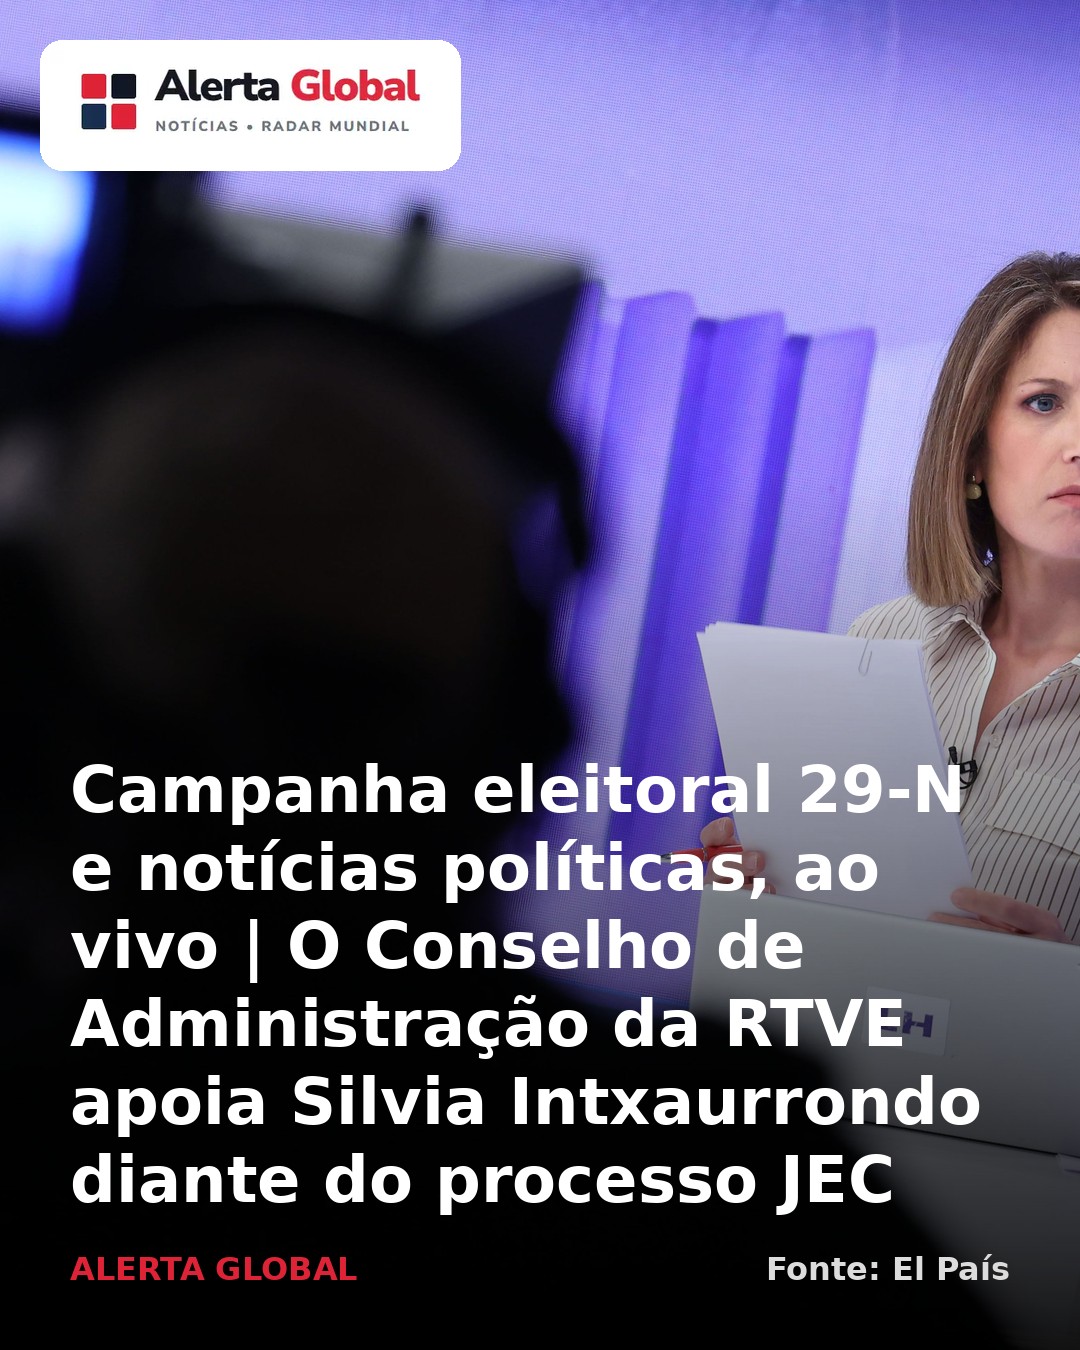 Alerta Global
NOTÍCIAS • RADAR MUNDIAL
Campanha eleitoral 29-N
e notícias políticas, ao
vivo | O Conselho de
Administração da RTVE
apoia Silvia Intxaurrondo
diante do processo JEC
ALERTA GLOBAL
Fonte: El País